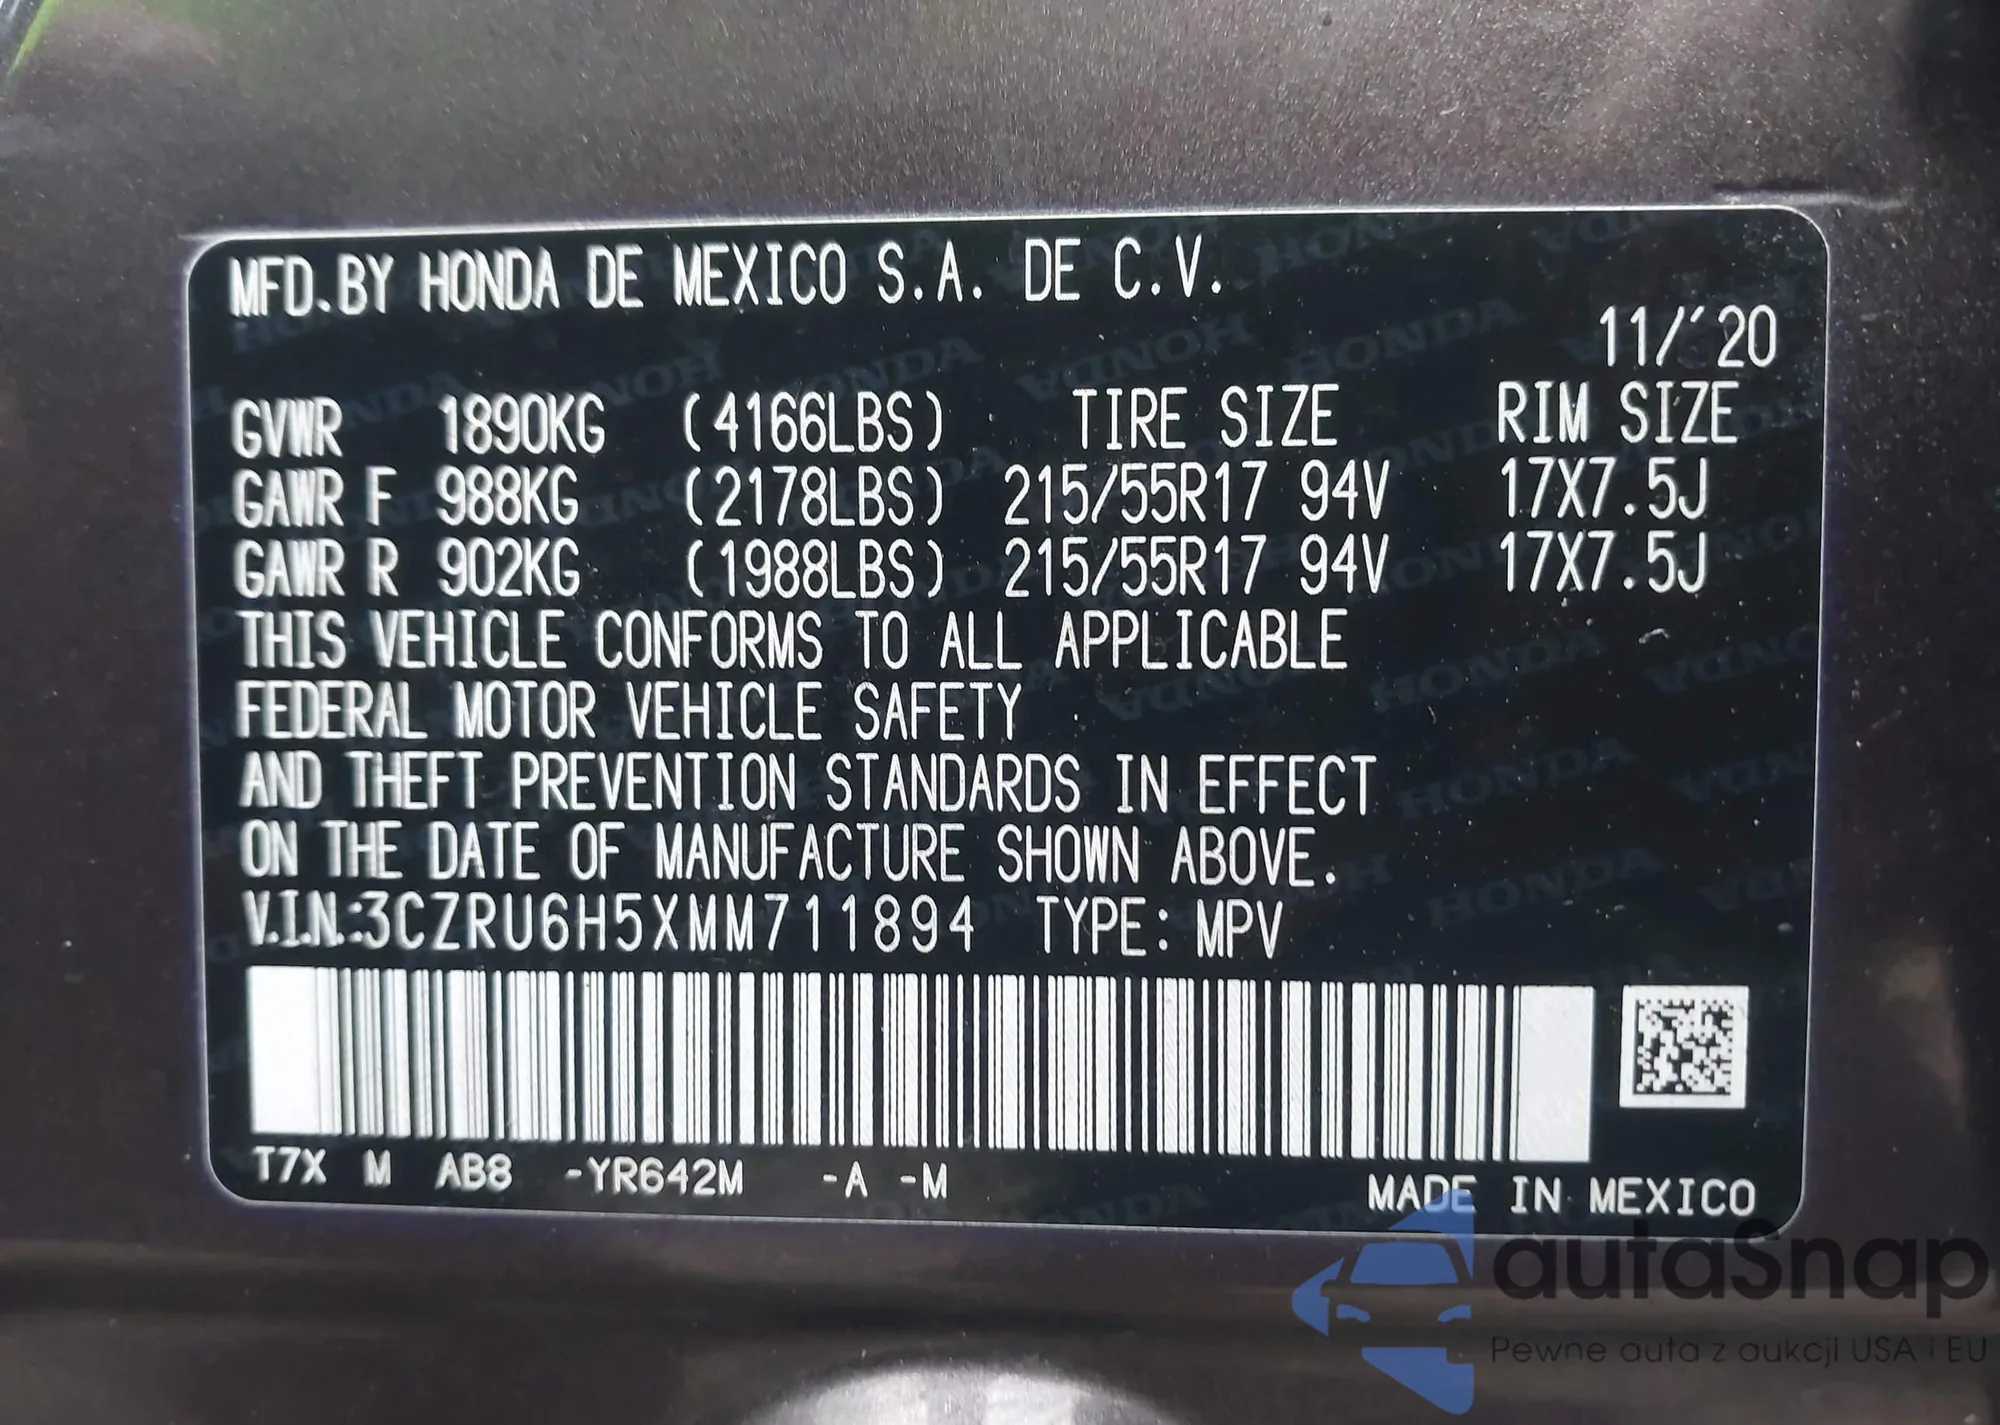 MFD.BY HONDA DE MEXICO S.A. DE C.V.
11/'20
GVWR 1890KG (4166LBS) TIRE SIZE RIM SIZE
GAWR F 988KG (2178LBS) 215/55R17 94V 17X7.5J
GAWR R 902KG (1988LBS) 215/55R17 94V 17X7.5J
THIS VEHICLE CONFORMS TO ALL APPLICABLE
FEDERAL MOTOR VEHICLE SAFETY
AND THEFT PREVENTION STANDARDS IN EFFECT
ON THE DATE OF MANUFACTURE SHOWN ABOVE.
V.I.N.:3CZRU6H5XMM711894 TYPE: MPV
T7X M AB8 -YR642M -A -M
MADE IN MEXICO
autaSnap
Pewne auta z aukcji USA i EU